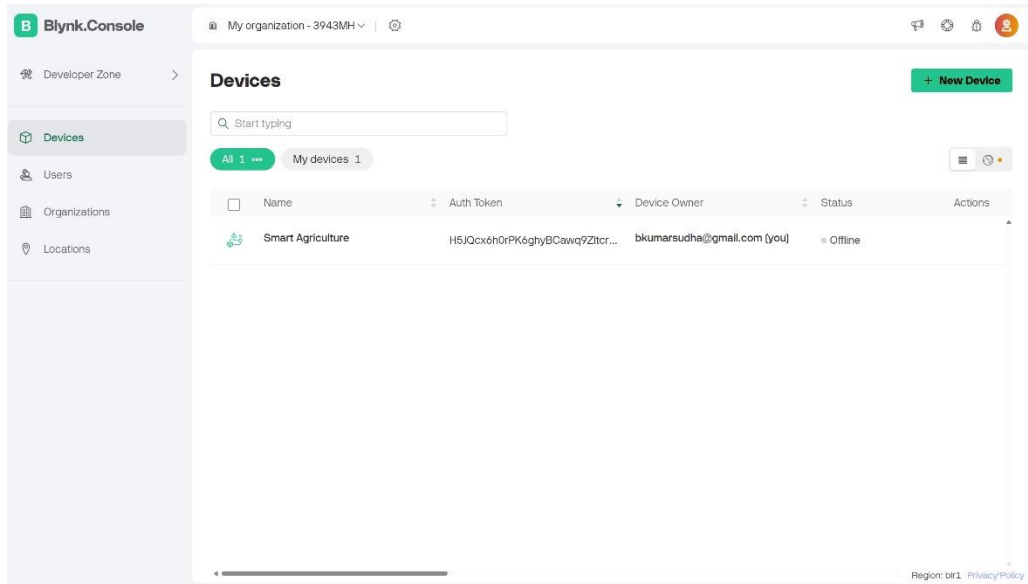 B Blynk.Console
My organization - 3943MH
Developer Zone
Devices
Users
Organizations
Locations
Devices
+ New Device
Start typing
All 1
My devices 1
Name Auth Token Device Owner Status Actions
Smart Agriculture H5JQcx6h0rPK6ghyBCawq9Zltcr... bkumarsudha@gmail.com (you) Offline
Region: blr1 Privacy Policy